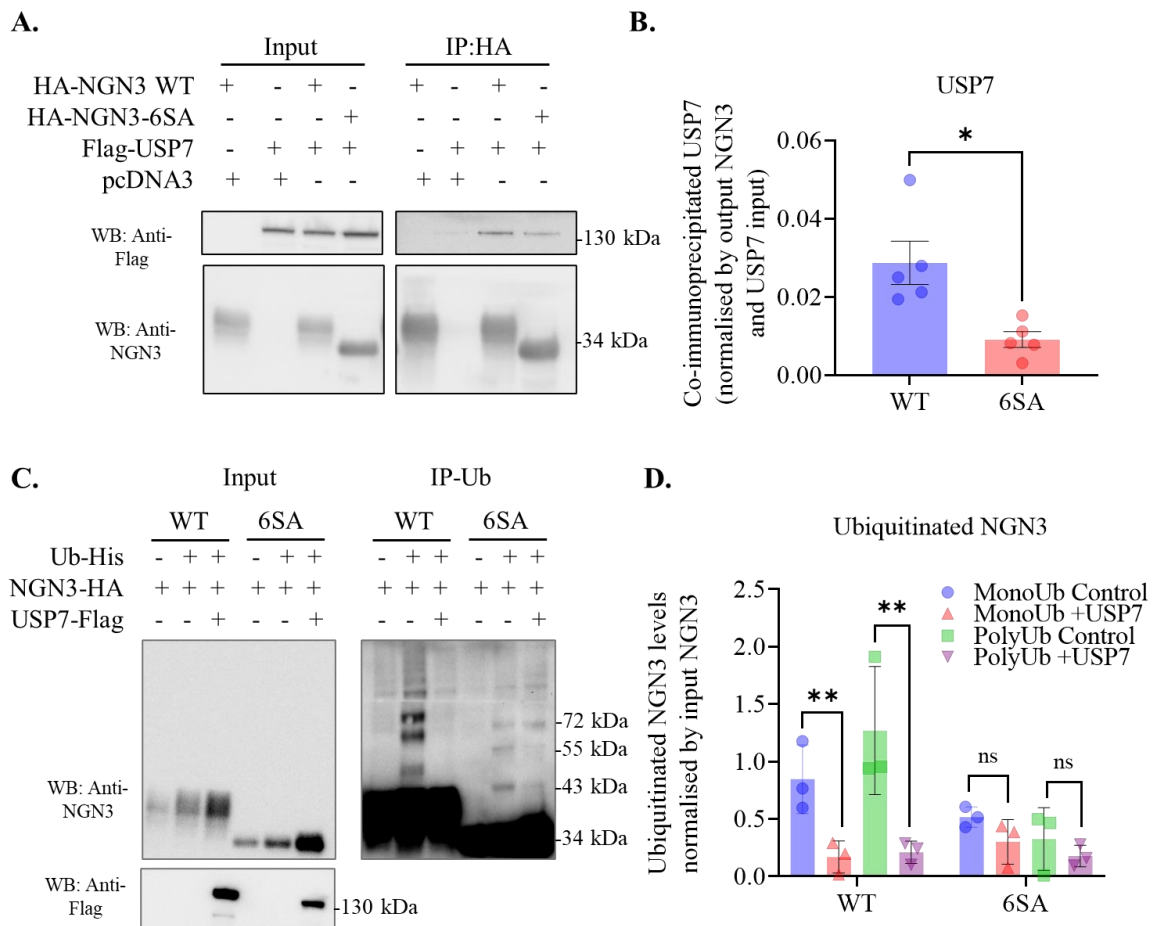 A.
Input IP:HA
HA-NGN3 WT + - + - + - + -
HA-NGN3-6SA - - - + - - - +
Flag-USP7 - + + + - + + +
pcDNA3 + + - - + + - -
WB: Anti-
Flag
-130 kDa
WB: Anti-
NGN3
-34 kDa
B.
USP7
Co-immunoprecipitated USP7
(normalised by output NGN3
and USP7 input)
0.06
0.04
0.02
0.00
*
WT 6SA
C.
Input IP-Ub
WT 6SA WT 6SA
Ub-His - + + - + + - + + - + +
NGN3-HA + + + + + + + + + + + +
USP7-Flag - - + - - + - - + - - +
WB: Anti-
NGN3
-72 kDa
-55 kDa
-43 kDa
-34 kDa
WB: Anti-
Flag
-130 kDa
D.
Ubiquitinated NGN3
Ubiquitinated NGN3 levels
normalised by input NGN3
2.5
2.0
1.5
1.0
0.5
0.0
** ** ns ns
MonoUb Control
MonoUb +USP7
PolyUb Control
PolyUb +USP7
WT 6SA